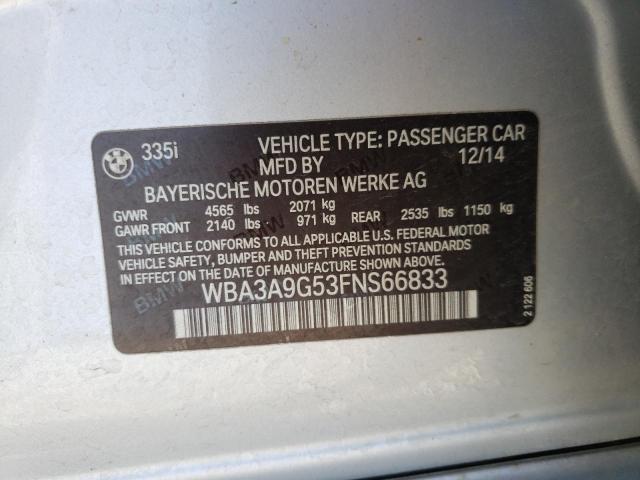 335i VEHICLE TYPE: PASSENGER CAR
MFD BY 12/14
BAYERISCHE MOTOREN WERKE AG
GVWR 4565 lbs 2071 kg
GAWR FRONT 2140 lbs 971 kg REAR 2535 lbs 1150 kg
THIS VEHICLE CONFORMS TO ALL APPLICABLE U.S. FEDERAL MOTOR
VEHICLE SAFETY, BUMPER, AND THEFT PREVENTION STANDARDS
IN EFFECT ON THE DATE OF MANUFACTURE SHOWN ABOVE.
WBA3A9G53FNS66833
2 122 606